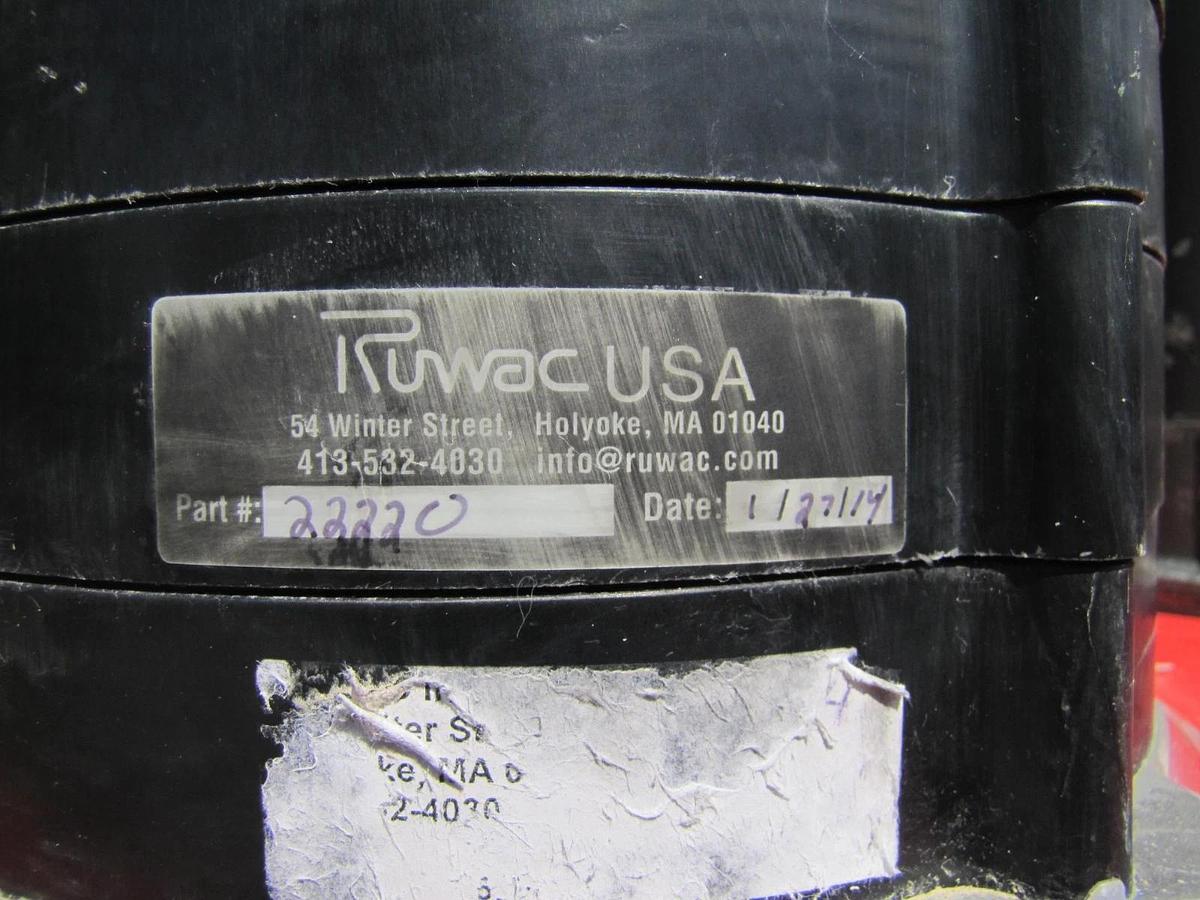 Ruwac USA
54 Winter Street, Holyoke, MA 01040
413-532-4030 info@ruwac.com
Part #: 22220 Date: 1/27/14
ter St
ke, MA 0
2-4030